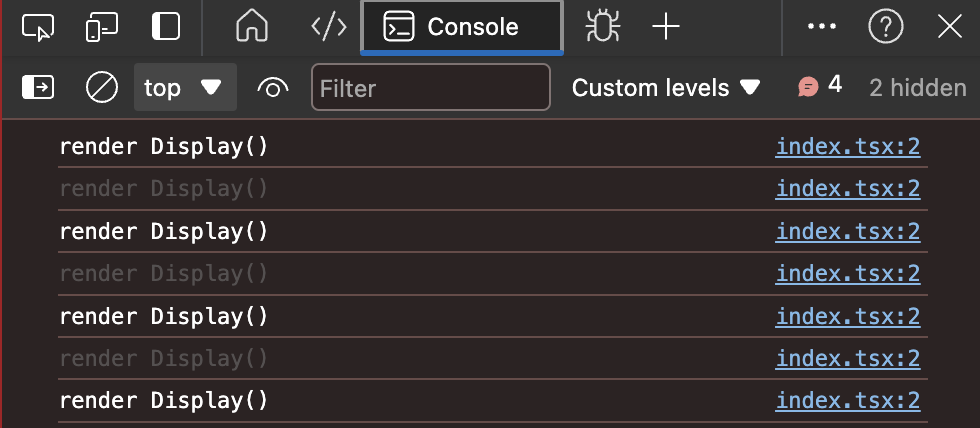 Console
top Filter Custom levels 4 2 hidden
render Display() index.tsx:2
render Display() index.tsx:2
render Display() index.tsx:2
render Display() index.tsx:2
render Display() index.tsx:2
render Display() index.tsx:2
render Display() index.tsx:2